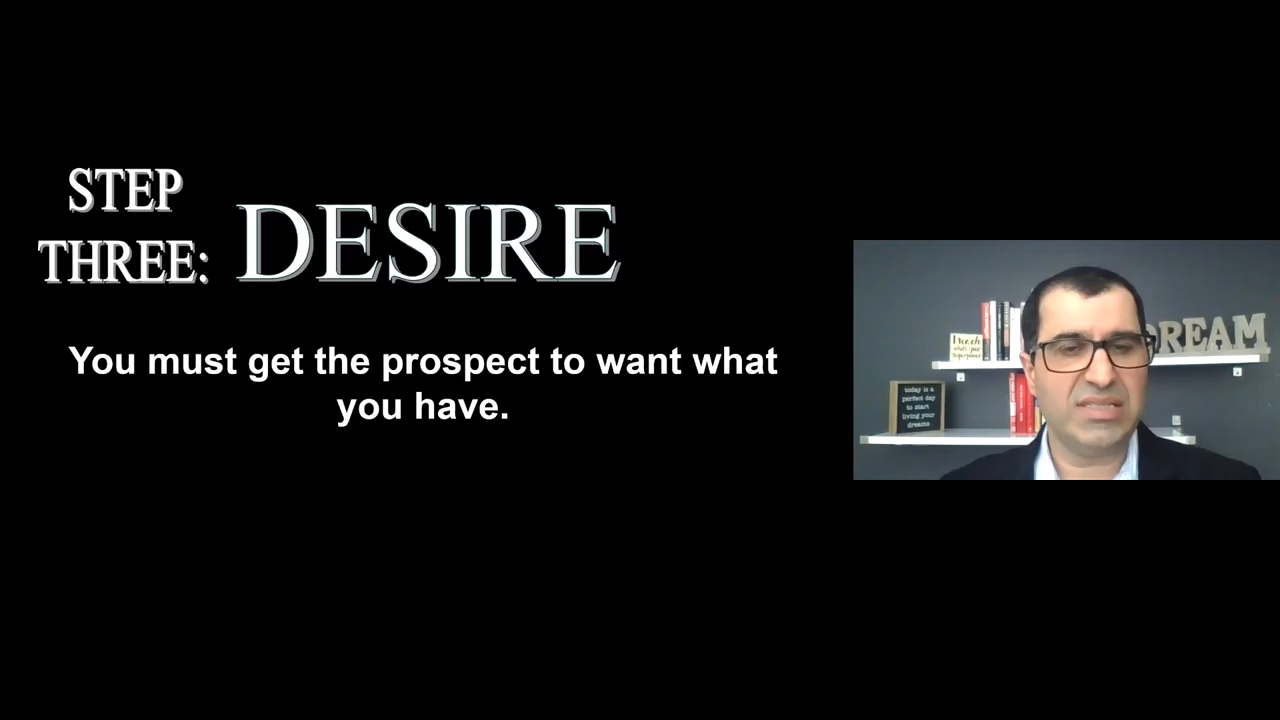 STEP
THREE:
DESIRE
You must get the prospect to want what
you have.
DREAM
today is a
perfect day
to start
living your
dreams